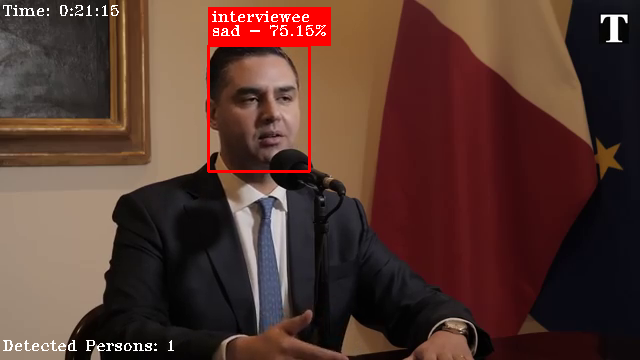 Time: 0:21:15
interviewee
sad - 75.15%
T
Detected Persons: 1